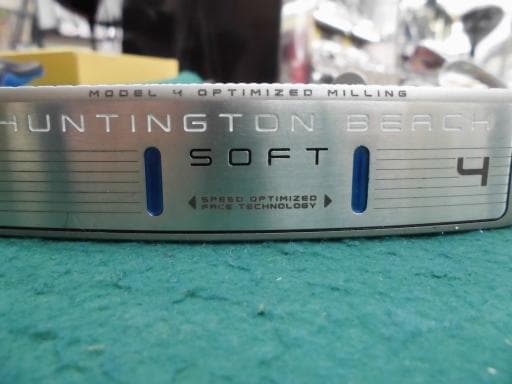 MODEL 4 OPTIMIZED MILLING
HUNTINGTON BEACH
SOFT
4
SPEED OPTIMIZED
FACE TECHNOLOGY